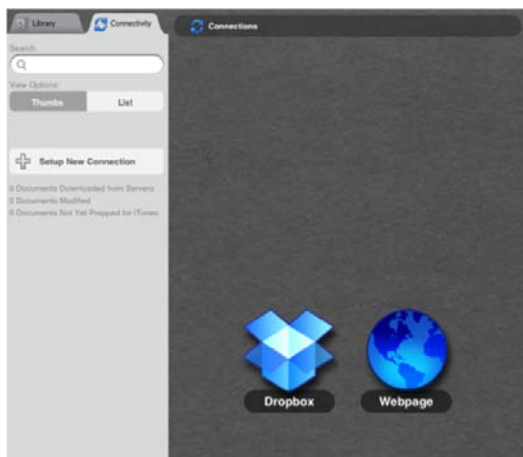 Library
Connectivity
Connections
Search:
View Options:
Thumbs
List
Setup New Connection
0 Documents Downloaded from Servers
0 Documents Modified
0 Documents Not Yet Prepped for iTunes
Dropbox
Webpage